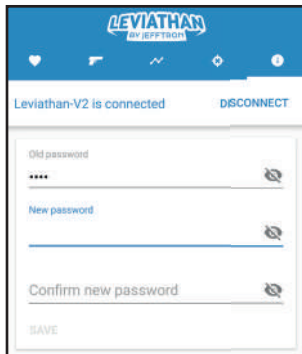 LEVIATHAN
BY JEFFTRON
Leviathan-V2 is connected DISCONNECT
Old password
••••
New password
Confirm new password
SAVE